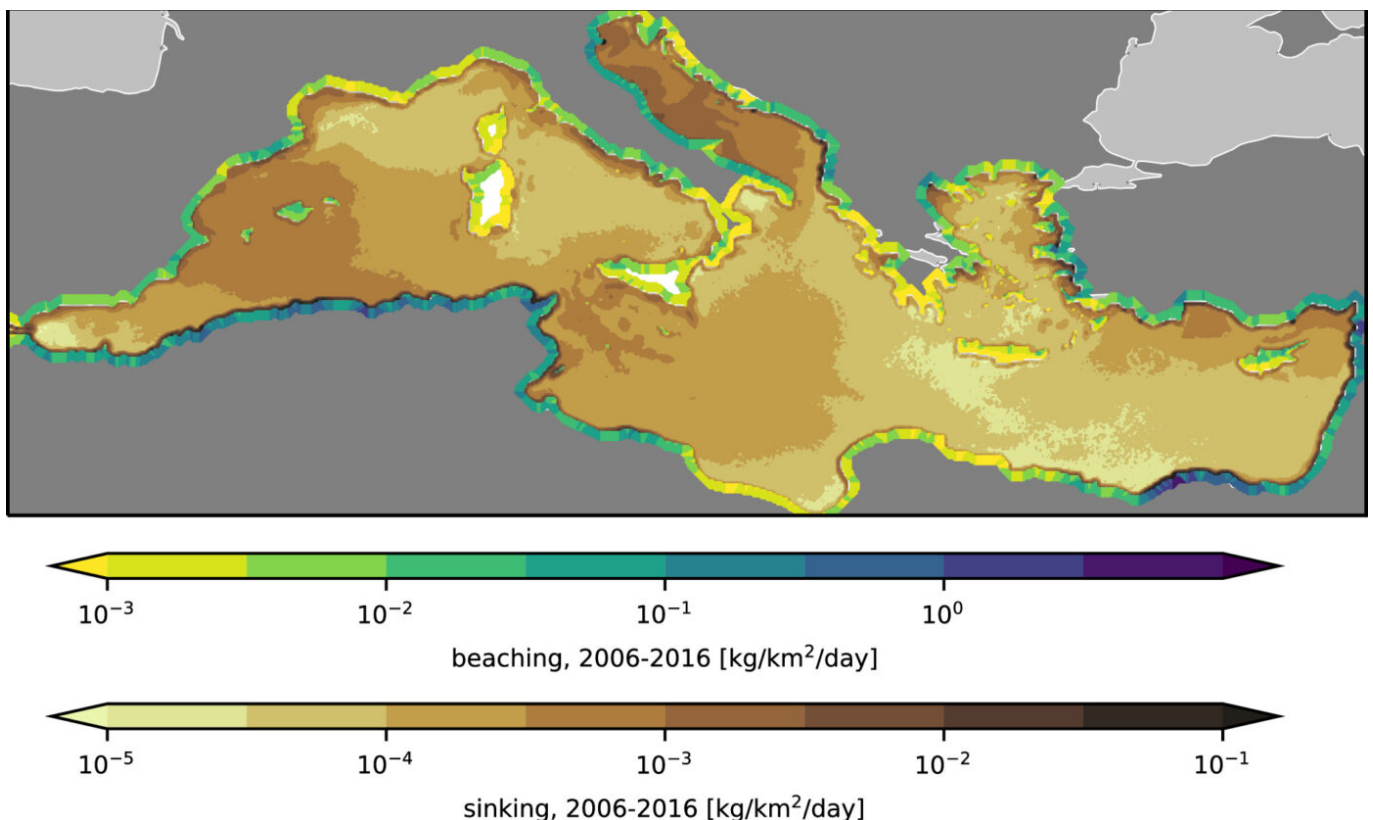 10⁻³ 10⁻² 10⁻¹ 10⁰
beaching, 2006-2016 [kg/km²/day]
10⁻⁵ 10⁻⁴ 10⁻³ 10⁻² 10⁻¹
sinking, 2006-2016 [kg/km²/day]